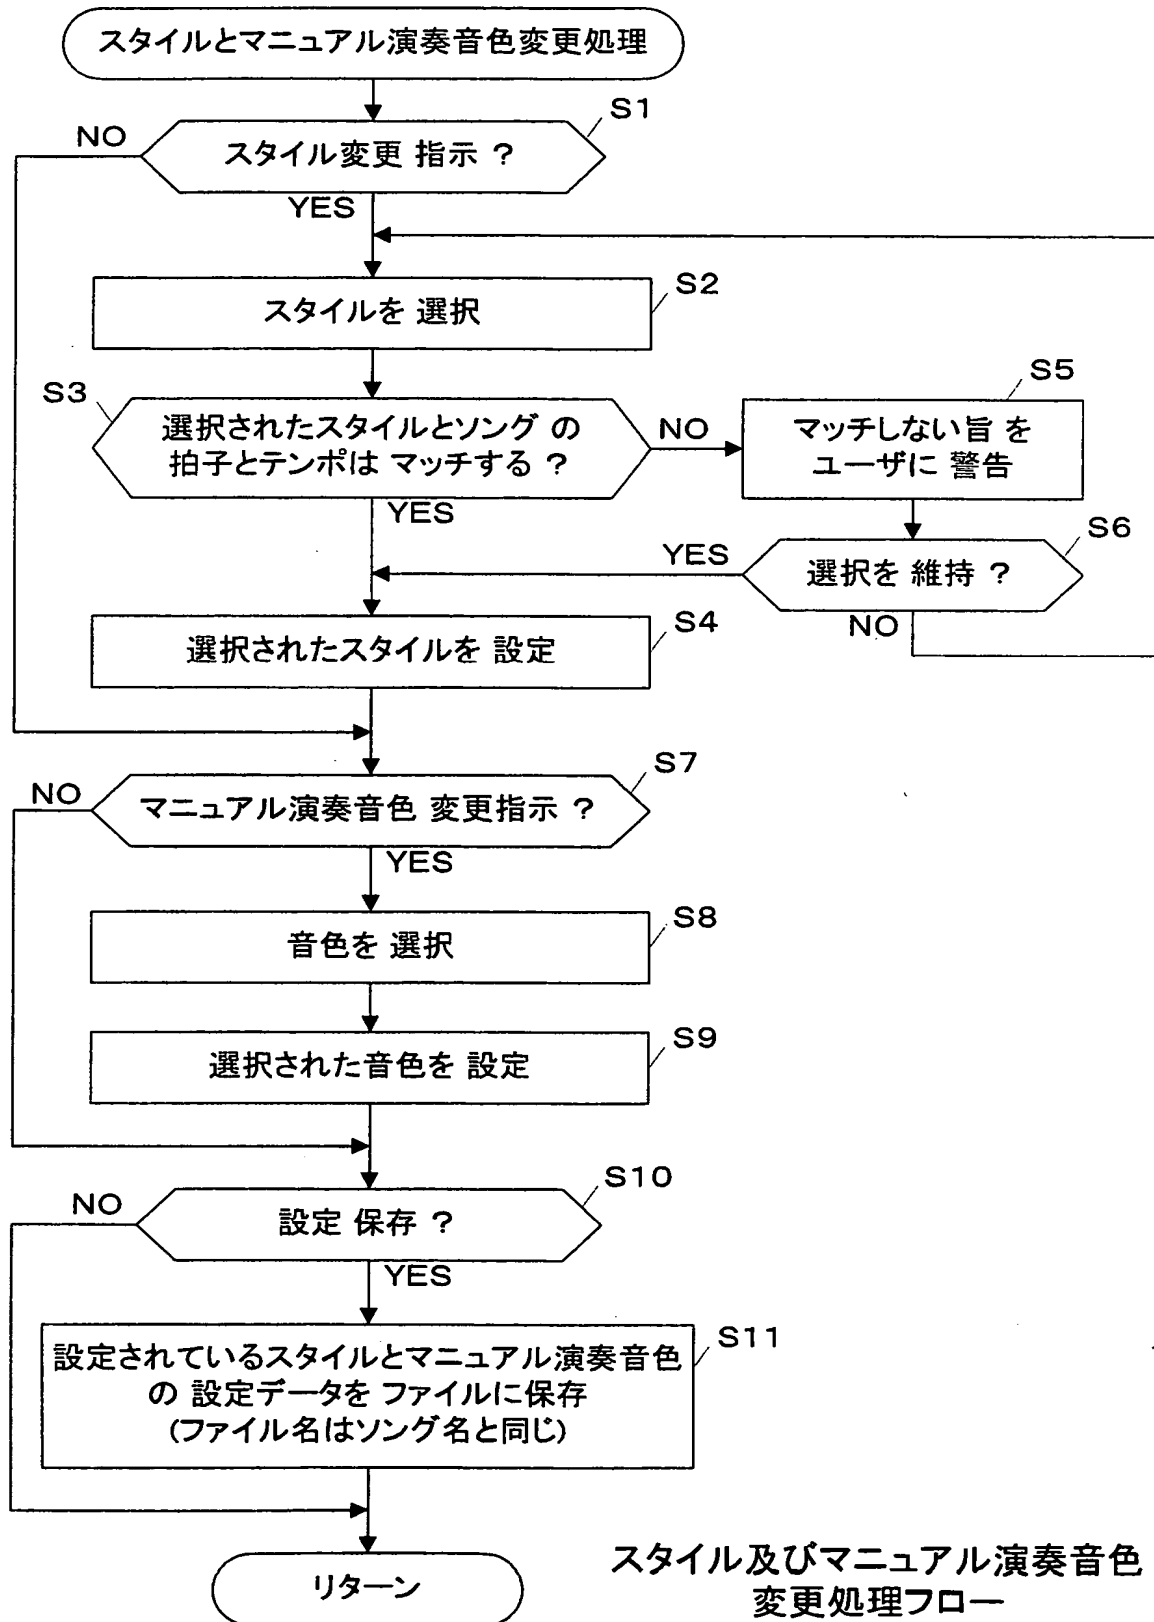 スタイルとマニュアル演奏音色変更処理
S1
NO
スタイル変更 指示 ?
YES
S2
スタイルを 選択
S3
選択されたスタイルとソング の
拍子とテンポは マッチする ?
NO
YES
S5
マッチしない旨 を
ユーザに 警告
S6
YES
選択を 維持 ?
NO
S4
選択されたスタイルを 設定
S7
NO
マニュアル演奏音色 変更指示 ?
YES
S8
音色を 選択
S9
選択された音色を 設定
S10
NO
設定 保存 ?
YES
S11
設定されているスタイルとマニュアル演奏音色
の 設定データを ファイルに保存
(ファイル名はソング名と同じ)
リターン
スタイル及びマニュアル演奏音色
変更処理フロー